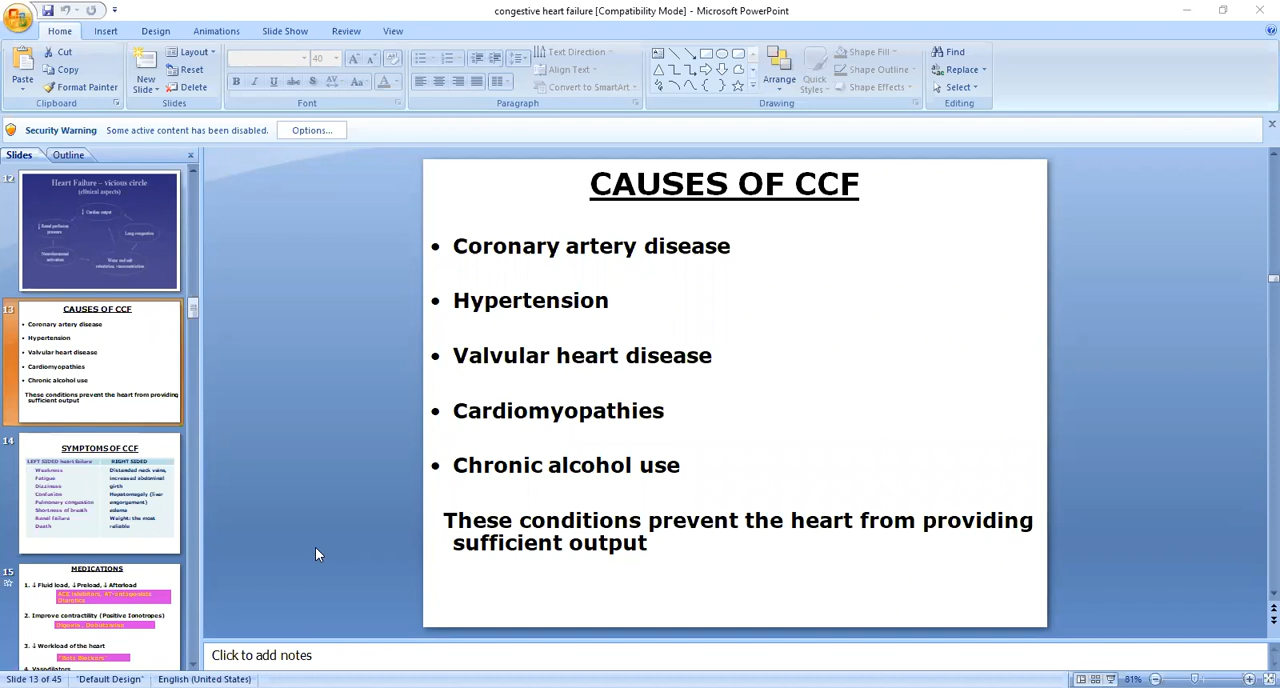 congestive heart failure [Compatibility Mode] - Microsoft PowerPoint
Home Insert Design Animations Slide Show Review View
Paste
Cut
Copy
Format Painter
Clipboard
New
Slide
Layout
Reset
Delete
Slides
40
B I U abc S AV Aa A
Font
Text Direction
Align Text
Convert to SmartArt
Paragraph
Arrange
Quick
Styles
Shape Fill
Shape Outline
Shape Effects
Drawing
Find
Replace
Select
Editing
Security Warning Some active content has been disabled. Options...
Slides Outline
12
Heart Failure – vicious circle
(clinical aspects)
↓ Cardiac output
↓ Renal perfusion
pressure
Lung congestion
Neurohormonal
activation
13
CAUSES OF CCF
• Coronary artery disease
• Hypertension
• Valvular heart disease
• Cardiomyopathies
• Chronic alcohol use
These conditions prevent the heart from providing
sufficient output
14
SYMPTOMS OF CCF
LEFT SIDED heart failure RIGHT SIDED
Weakness
Fatigue
Dizziness
Confusion
Pulmonary congestion
Shortness of breath
Renal failure
Death
Distended neck veins,
increased abdominal
girth
Hepatomegaly (liver
engorgement)
edema
Weight: the most
reliable
15
MEDICATIONS
1. ↓ Fluid load, ↓ Preload, ↓ Afterload
ACE inhibitors, AT-antagonists
Diuretics
2. Improve contractility (Positive Ionotropes)
Digoxin, Dobutamine
3. ↓ Workload of the heart
"Beta Blockers"
4. Vasodilators
CAUSES OF CCF
• Coronary artery disease
• Hypertension
• Valvular heart disease
• Cardiomyopathies
• Chronic alcohol use
These conditions prevent the heart from providing
sufficient output
Click to add notes
Slide 13 of 45 "Default Design" English (United States) 81%